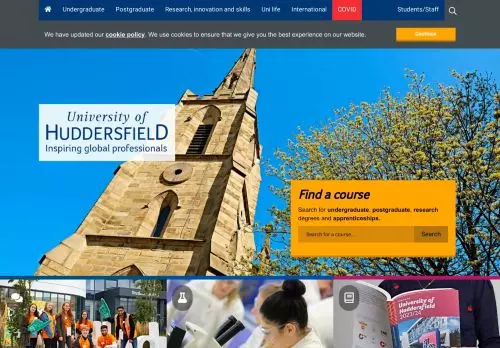 Undergraduate Postgraduate Research, innovation and skills Uni life International COVID Students/Staff
We have updated our cookie policy. We use cookies to ensure that we give you the best experience on our website.
Continue
University of
HUDDERSFIELD
Inspiring global professionals
Find a course
Search for undergraduate, postgraduate, research
degrees and apprenticeships.
Search for a course... Search
University of
Huddersfield
2023/24